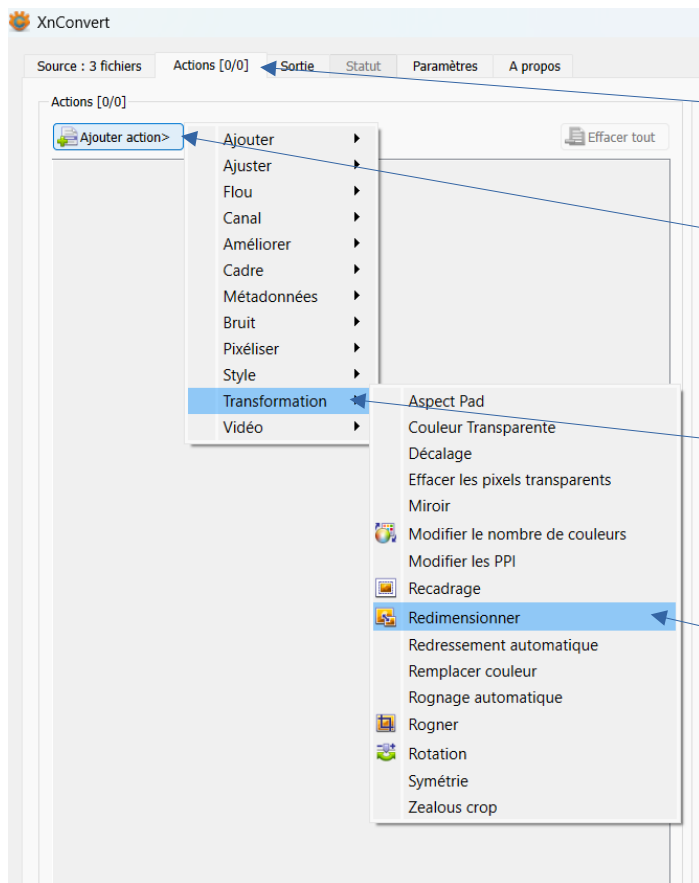 XnConvert
Source : 3 fichiers Actions [0/0] Sortie Statut Paramètres A propos
Actions [0/0]
Ajouter action> Effacer tout
Ajouter
Ajuster
Flou
Canal
Améliorer
Cadre
Métadonnées
Bruit
Pixéliser
Style
Transformation
Vidéo
Aspect Pad
Couleur Transparente
Décalage
Effacer les pixels transparents
Miroir
Modifier le nombre de couleurs
Modifier les PPI
Recadrage
Redimensionner
Redressement automatique
Remplacer couleur
Rognage automatique
Rogner
Rotation
Symétrie
Zealous crop